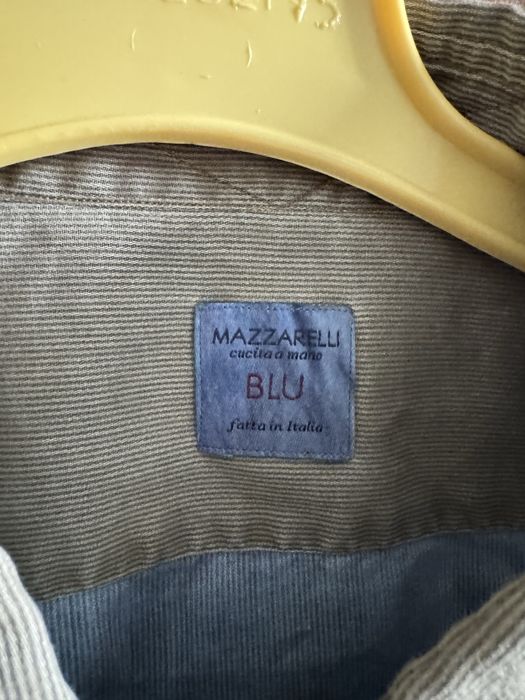 MAZZARELLI
cucita a mano
BLU
fatta in Italia